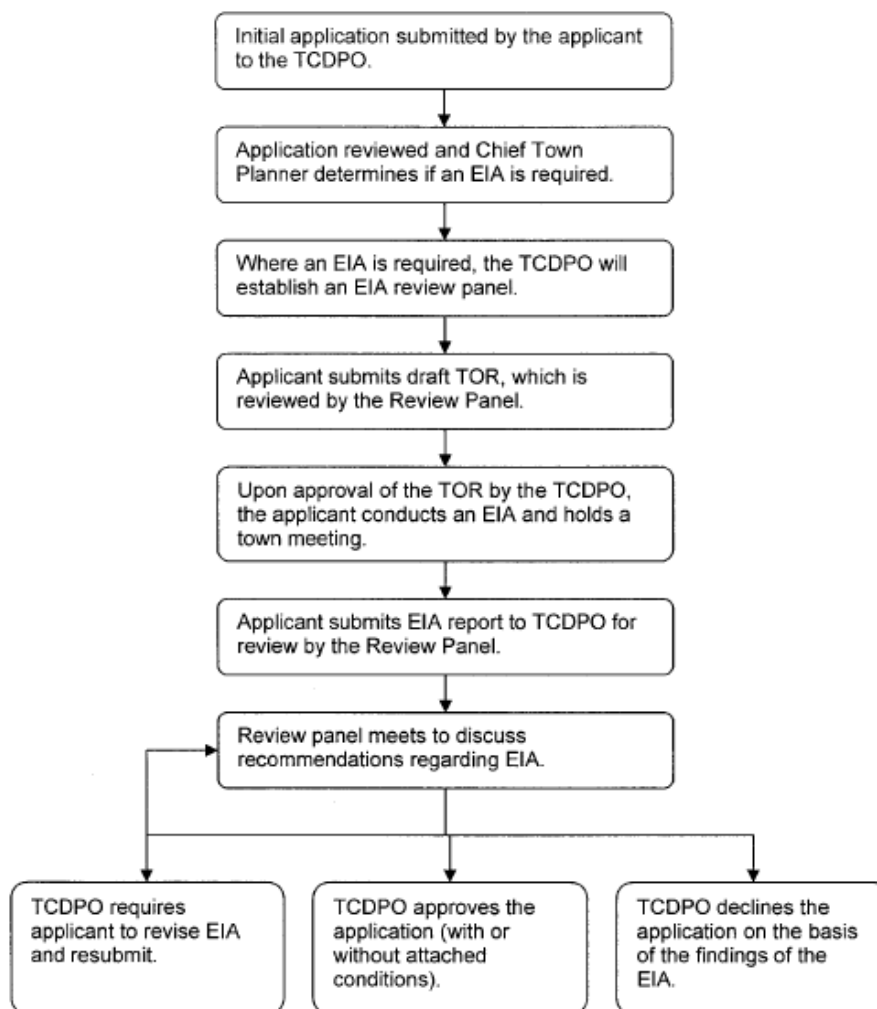 Initial application submitted by the applicant
to the TCDPO.
Application reviewed and Chief Town
Planner determines if an EIA is required.
Where an EIA is required, the TCDPO will
establish an EIA review panel.
Applicant submits draft TOR, which is
reviewed by the Review Panel.
Upon approval of the TOR by the TCDPO,
the applicant conducts an EIA and holds a
town meeting.
Applicant submits EIA report to TCDPO for
review by the Review Panel.
Review panel meets to discuss
recommendations regarding EIA.
TCDPO requires
applicant to revise EIA
and resubmit.
TCDPO approves the
application (with or
without attached
conditions).
TCDPO declines the
application on the basis
of the findings of the
EIA.